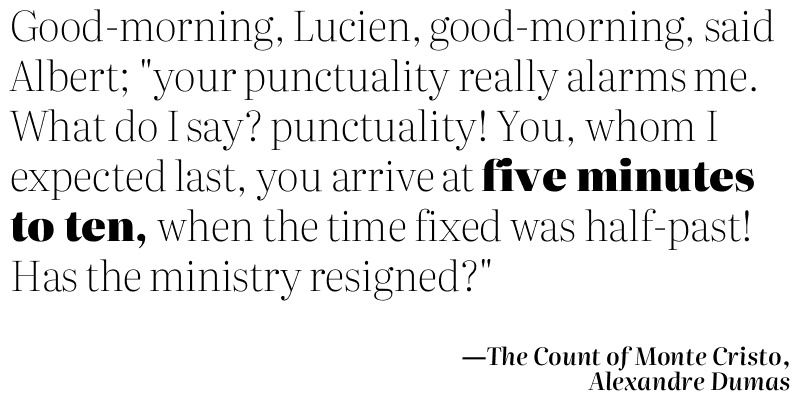 Good-morning, Lucien, good-morning, said
Albert; "your punctuality really alarms me.
What do I say? punctuality! You, whom I
expected last, you arrive at five minutes
to ten, when the time fixed was half-past!
Has the ministry resigned?"
—The Count of Monte Cristo,
Alexandre Dumas